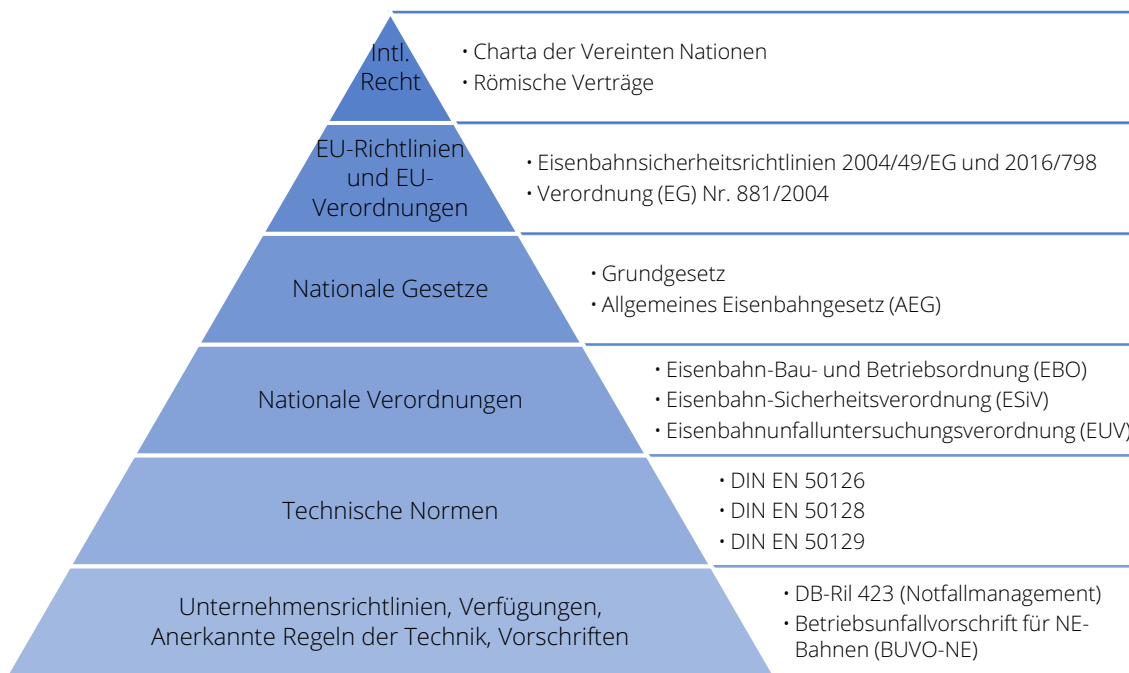 Intl.
Recht
• Charta der Vereinten Nationen
• Römische Verträge
EU-Richtlinien
und EU-
Verordnungen
• Eisenbahnsicherheitsrichtlinien 2004/49/EG und 2016/798
• Verordnung (EG) Nr. 881/2004
Nationale Gesetze
• Grundgesetz
• Allgemeines Eisenbahngesetz (AEG)
Nationale Verordnungen
• Eisenbahn-Bau- und Betriebsordnung (EBO)
• Eisenbahn-Sicherheitsverordnung (ESiV)
• Eisenbahnunfalluntersuchungsverordnung (EUV)
Technische Normen
• DIN EN 50126
• DIN EN 50128
• DIN EN 50129
Unternehmensrichtlinien, Verfügungen,
Anerkannte Regeln der Technik, Vorschriften
• DB-Ril 423 (Notfallmanagement)
• Betriebsunfallvorschrift für NE-
Bahnen (BUVO-NE)